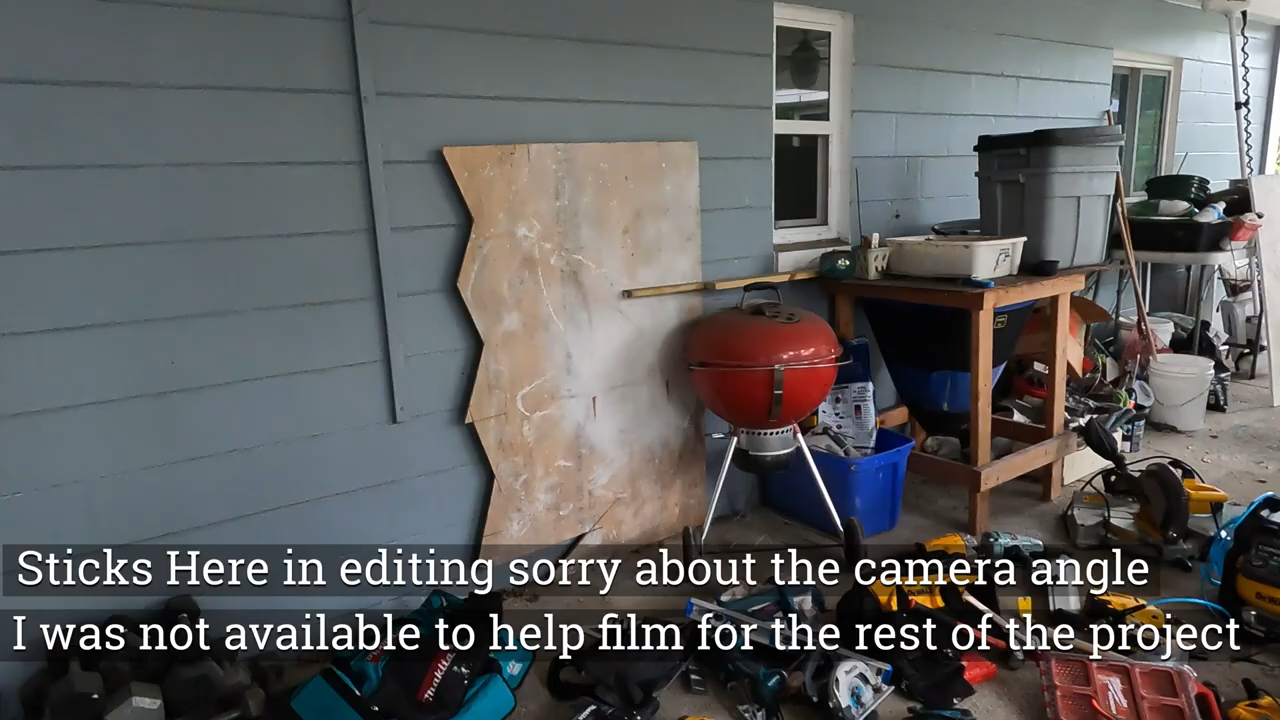 Sticks Here in editing sorry about the camera angle
I was not available to help film for the rest of the project
makita